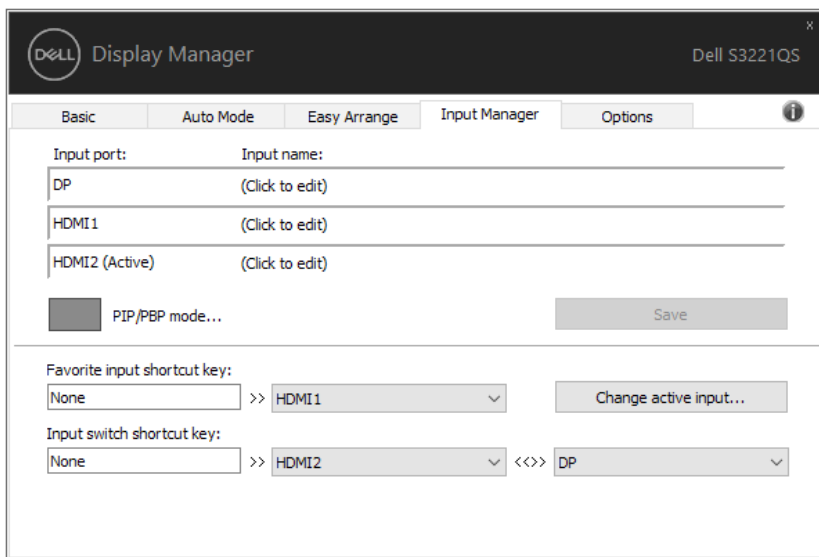 x
DELL Display Manager Dell S3221QS
Basic Auto Mode Easy Arrange Input Manager Options i
Input port: Input name:
DP (Click to edit)
HDMI1 (Click to edit)
HDMI2 (Active) (Click to edit)
PIP/PBP mode... Save
Favorite input shortcut key:
None >> HDMI1 Change active input...
Input switch shortcut key:
None >> HDMI2 <<>> DP